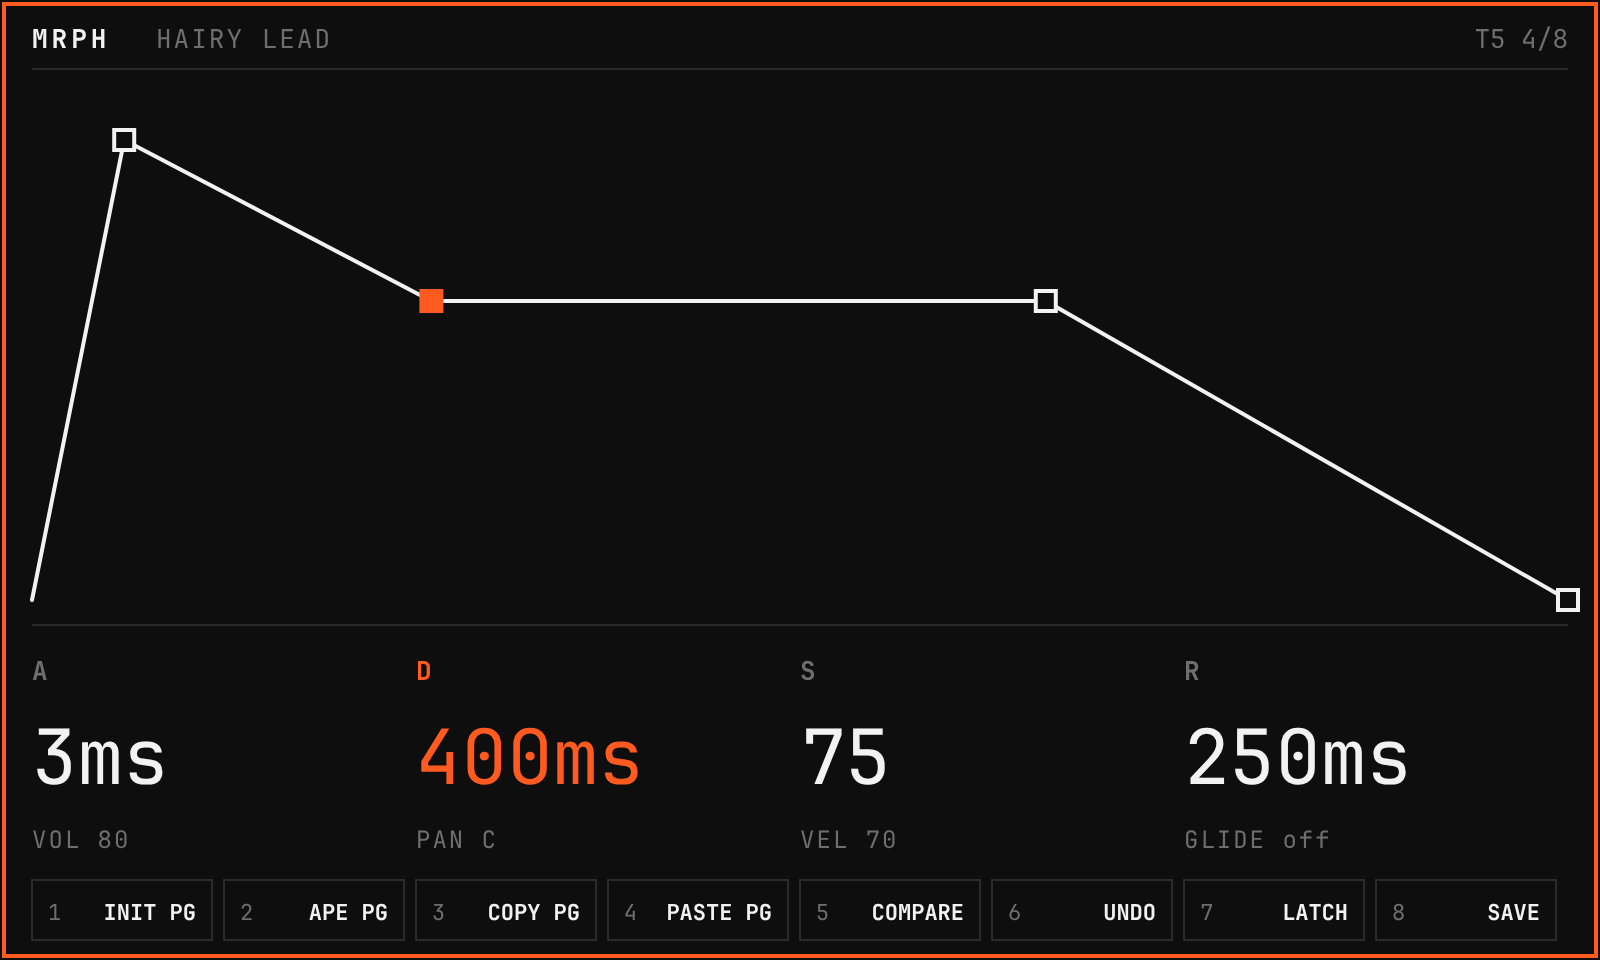 MRPH HAIRY LEAD T5 4/8
A D S R
3ms 400ms 75 250ms
VOL 80 PAN C VEL 70 GLIDE off
1 INIT PG 2 APE PG 3 COPY PG 4 PASTE PG 5 COMPARE 6 UNDO 7 LATCH 8 SAVE